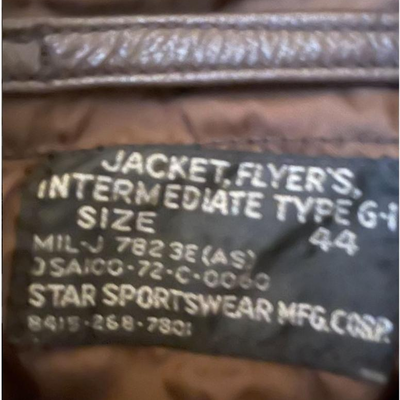 JACKET, FLYER'S,
INTERMEDIATE TYPE G-1
SIZE 44
MIL-J 7823E(AS)
DSA100-72-C-0060
STAR SPORTSWEAR MFG.CORP.
8415-268-7801